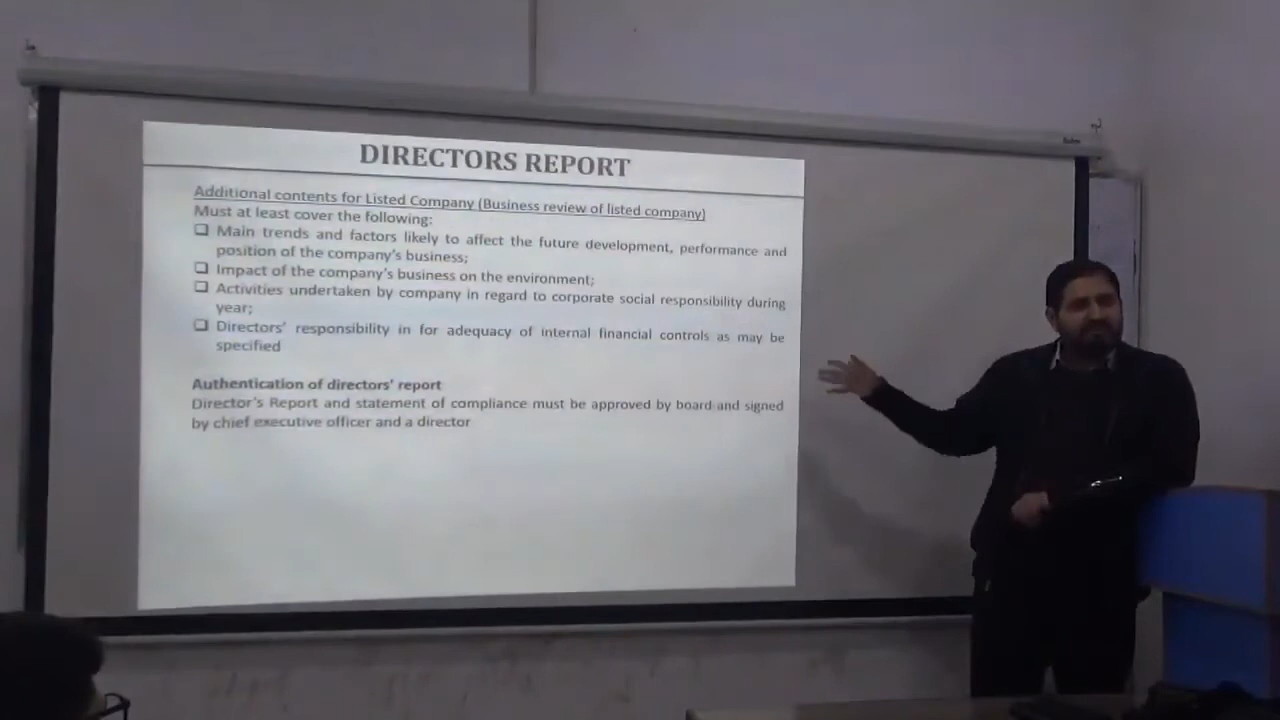 DIRECTORS REPORT
Additional contents for Listed Company (Business review of listed company)
Must at least cover the following:
❑ Main trends and factors likely to affect the future development, performance and
position of the company's business;
❑ Impact of the company's business on the environment;
❑ Activities undertaken by company in regard to corporate social responsibility during
year;
❑ Directors' responsibility in for adequacy of internal financial controls as may be
specified
Authentication of directors' report
Director's Report and statement of compliance must be approved by board and signed
by chief executive officer and a director